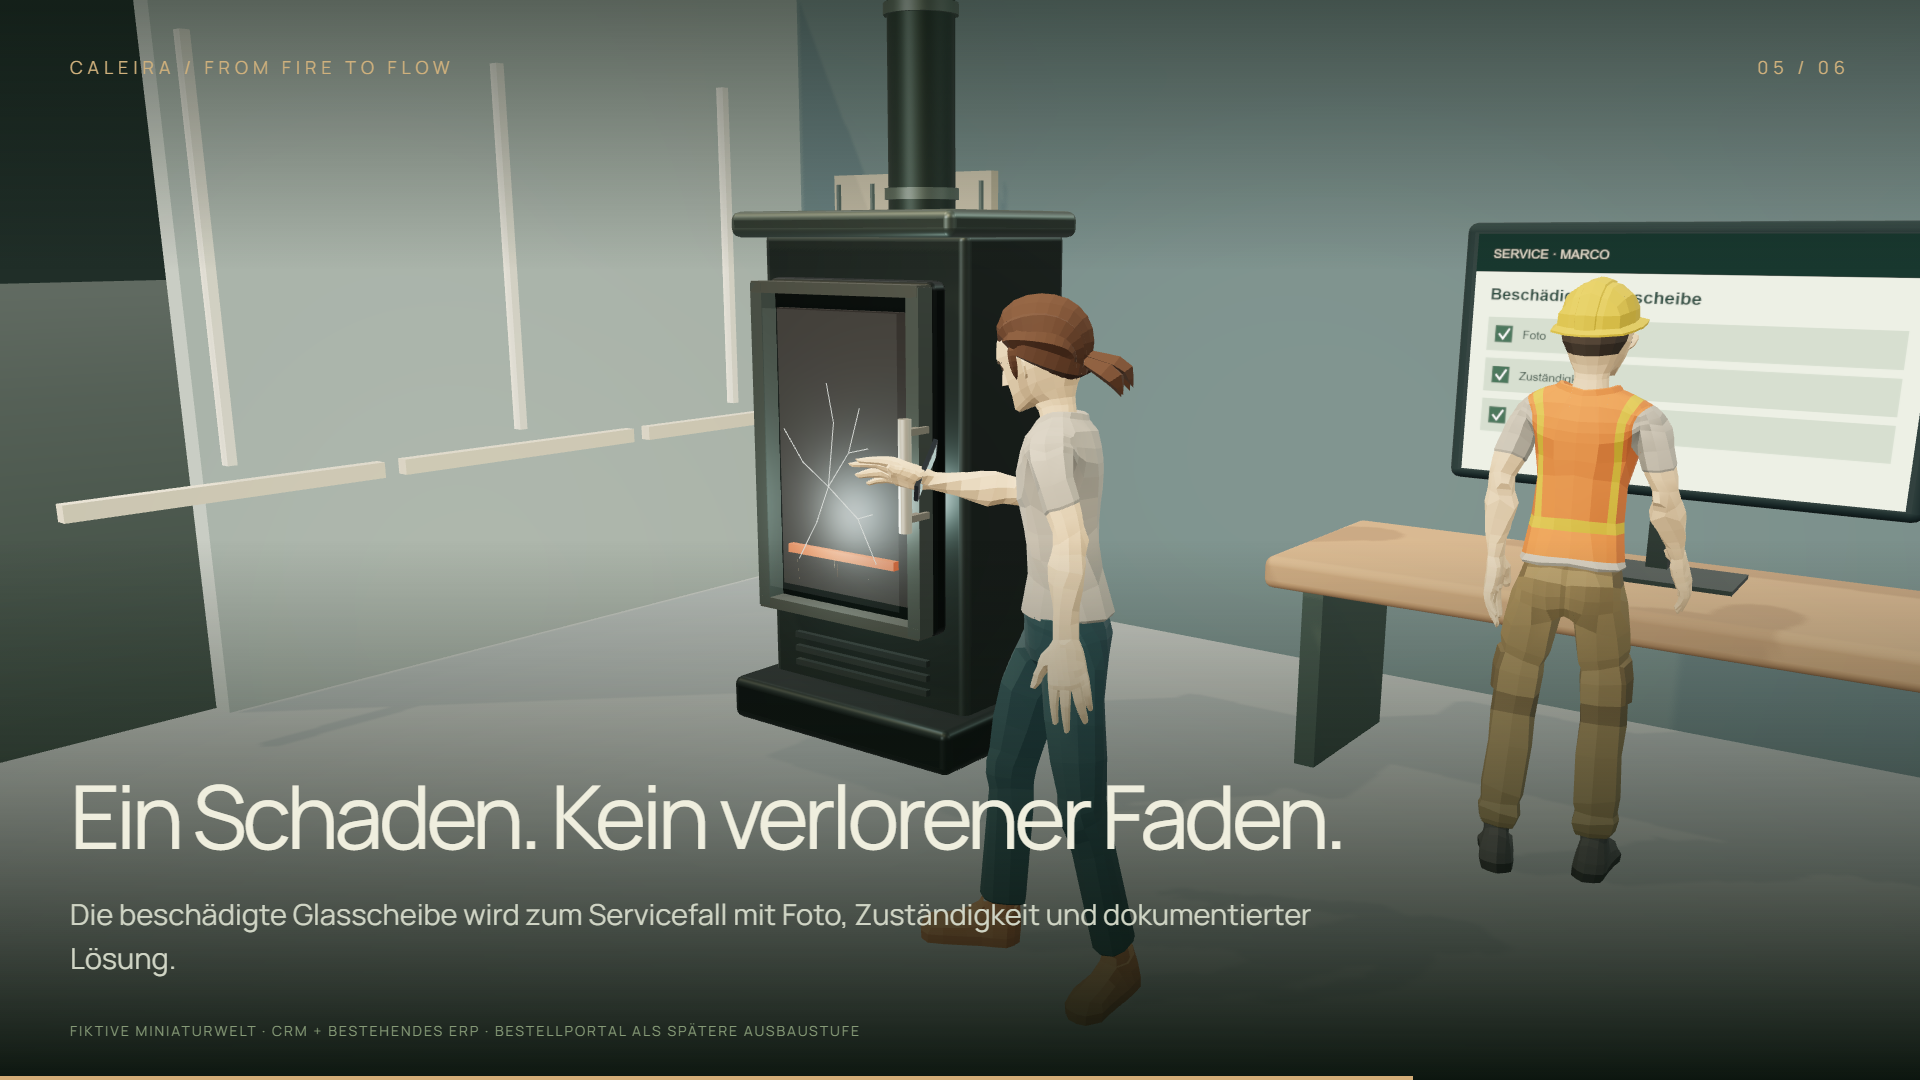 CALEIRA / FROM FIRE TO FLOW
05 / 06
SERVICE · MARCO
Foto
Ein Schaden. Kein verlorener Faden.
Die beschädigte Glasscheibe wird zum Servicefall mit Foto, Zuständigkeit und dokumentierter
Lösung.
FIKTIVE MINIATURWELT · CRM + BESTEHENDES ERP · BESTELLPORTAL ALS SPÄTERE AUSBAUSTUFE